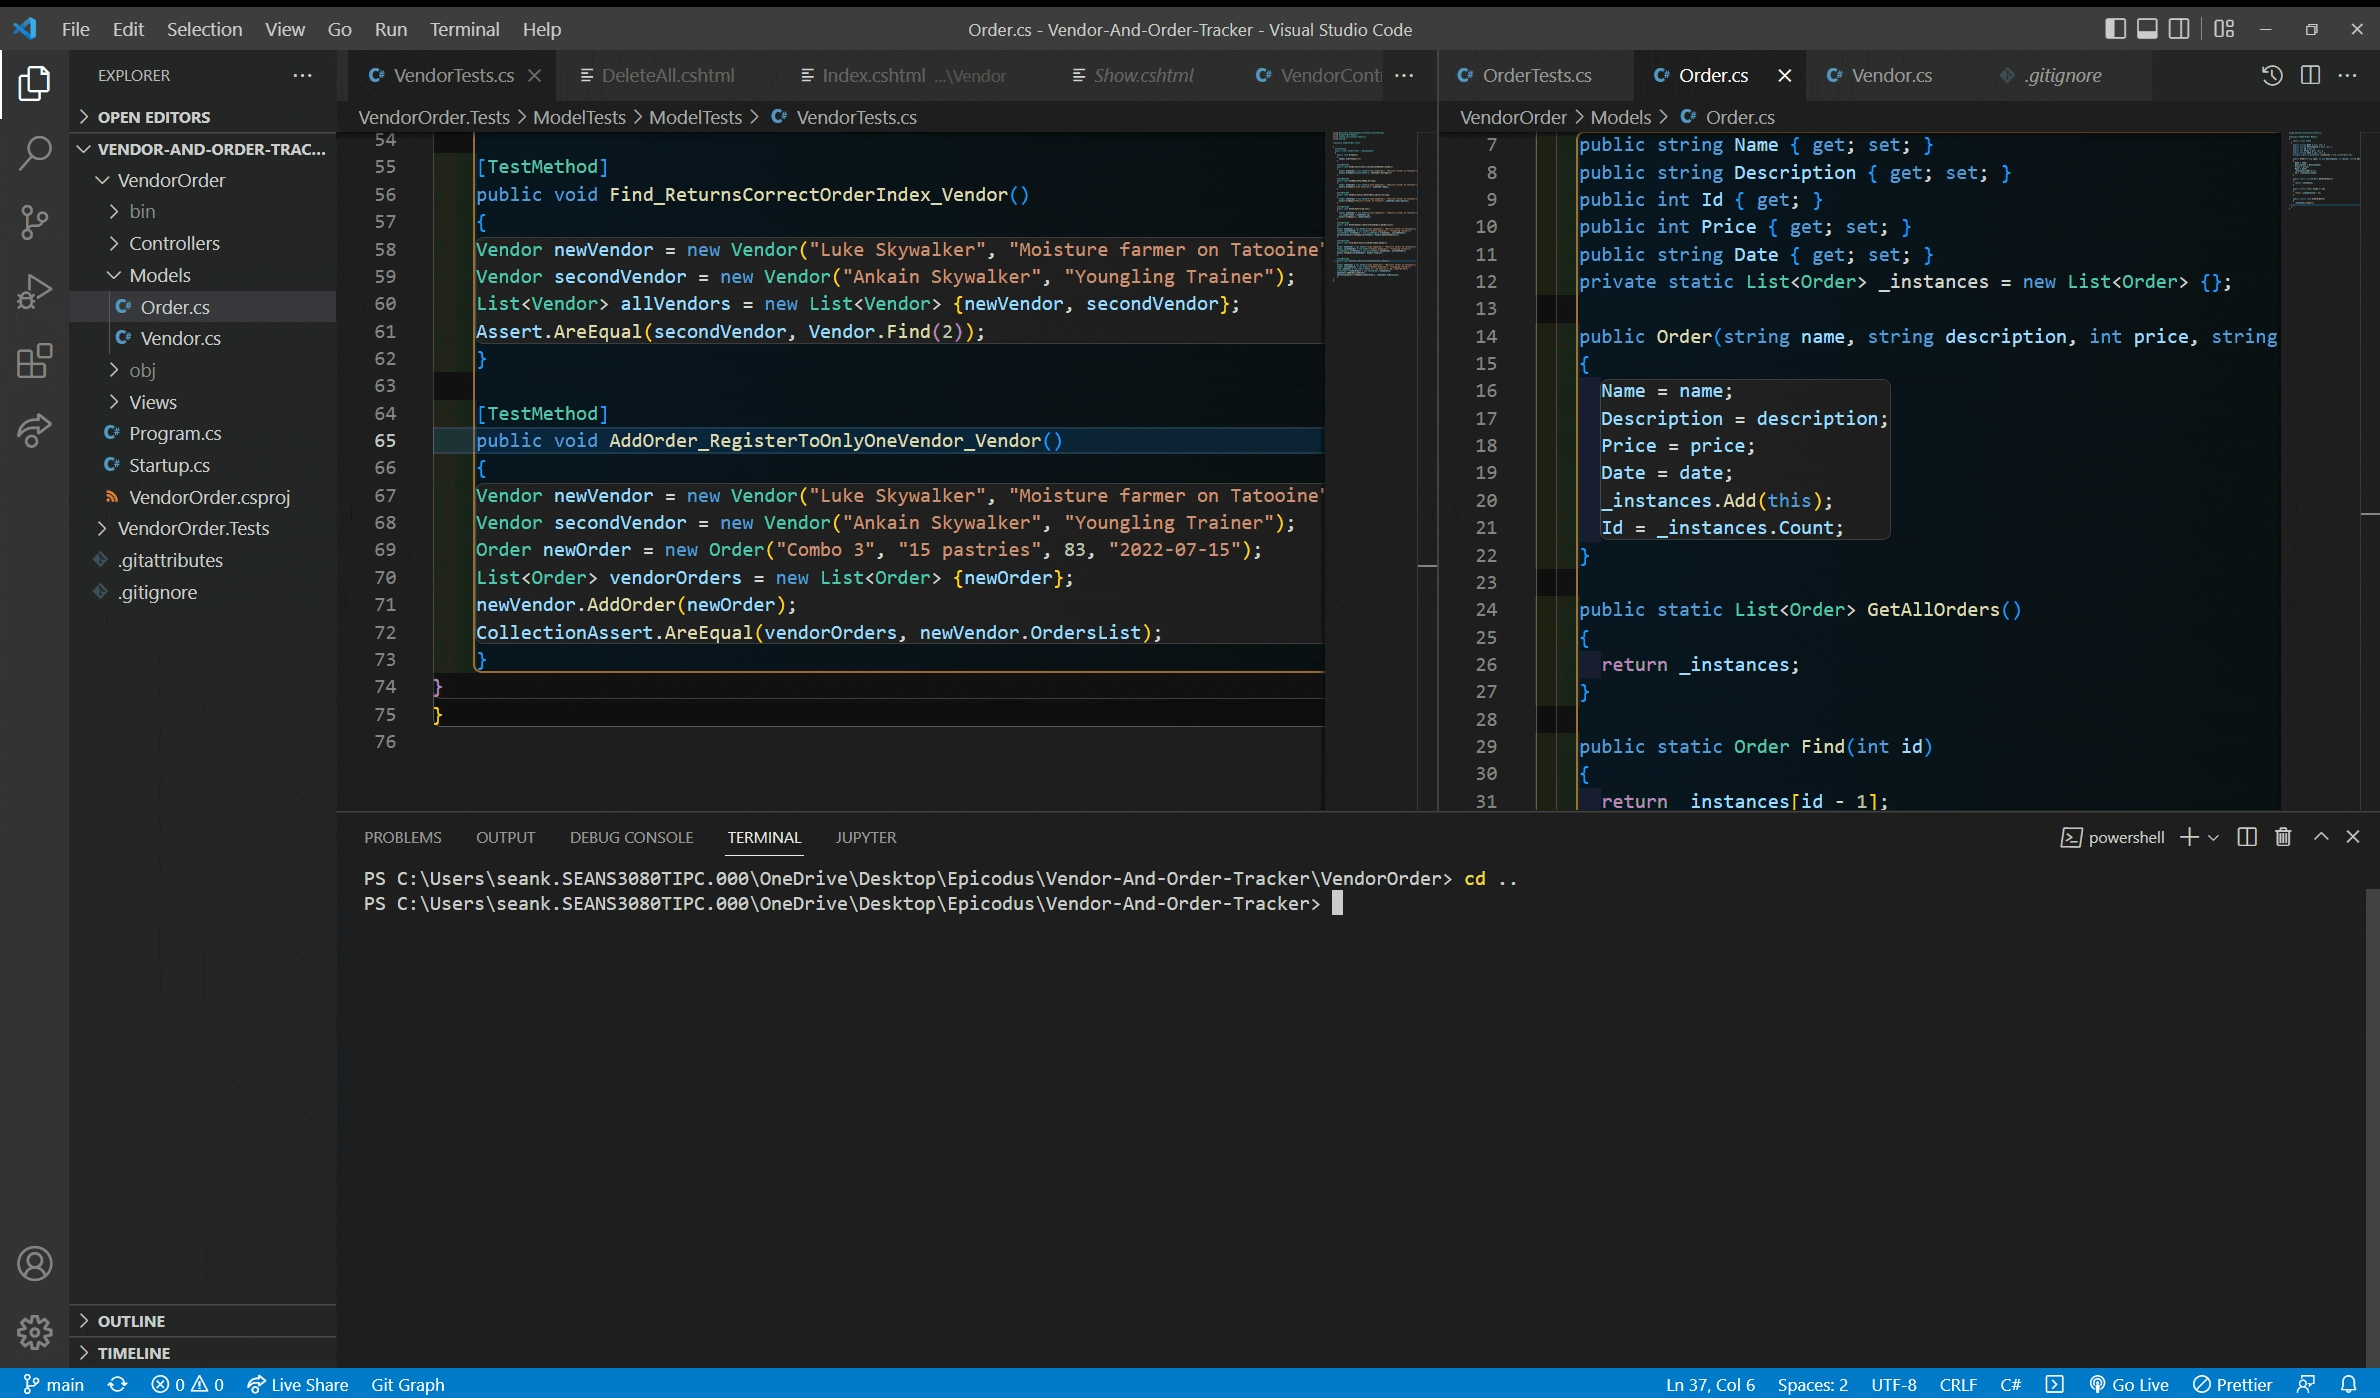 File Edit Selection View Go Run Terminal Help
Order.cs - Vendor-And-Order-Tracker - Visual Studio Code
EXPLORER
OPEN EDITORS
VENDOR-AND-ORDER-TRAC...
VendorOrder
bin
Controllers
Models
Order.cs
Vendor.cs
obj
Views
Program.cs
Startup.cs
VendorOrder.csproj
VendorOrder.Tests
.gitattributes
.gitignore
OUTLINE
TIMELINE
VendorTests.cs DeleteAll.cshtml Index.cshtml ...\Vendor Show.cshtml VendorCont
VendorOrder.Tests > ModelTests > ModelTests > VendorTests.cs
54
55 [TestMethod]
56 public void Find_ReturnsCorrectOrderIndex_Vendor()
57 {
58 Vendor newVendor = new Vendor("Luke Skywalker", "Moisture farmer on Tatooine"
59 Vendor secondVendor = new Vendor("Ankain Skywalker", "Youngling Trainer");
60 List<Vendor> allVendors = new List<Vendor> {newVendor, secondVendor};
61 Assert.AreEqual(secondVendor, Vendor.Find(2));
62 }
63
64 [TestMethod]
65 public void AddOrder_RegisterToOnlyOneVendor_Vendor()
66 {
67 Vendor newVendor = new Vendor("Luke Skywalker", "Moisture farmer on Tatooine"
68 Vendor secondVendor = new Vendor("Ankain Skywalker", "Youngling Trainer");
69 Order newOrder = new Order("Combo 3", "15 pastries", 83, "2022-07-15");
70 List<Order> vendorOrders = new List<Order> {newOrder};
71 newVendor.AddOrder(newOrder);
72 CollectionAssert.AreEqual(vendorOrders, newVendor.OrdersList);
73 }
74 }
75 }
76
OrderTests.cs Order.cs Vendor.cs .gitignore
VendorOrder > Models > Order.cs
7 public string Name { get; set; }
8 public string Description { get; set; }
9 public int Id { get; }
10 public int Price { get; set; }
11 public string Date { get; set; }
12 private static List<Order> _instances = new List<Order> {};
13
14 public Order(string name, string description, int price, string
15 {
16 Name = name;
17 Description = description;
18 Price = price;
19 Date = date;
20 _instances.Add(this);
21 Id = _instances.Count;
22 }
23
24 public static List<Order> GetAllOrders()
25 {
26 return _instances;
27 }
28
29 public static Order Find(int id)
30 {
31 return _instances[id - 1];
PROBLEMS OUTPUT DEBUG CONSOLE TERMINAL JUPYTER
powershell
PS C:\Users\seank.SEANS3080TIPC.000\OneDrive\Desktop\Epicodus\Vendor-And-Order-Tracker\VendorOrder> cd ..
PS C:\Users\seank.SEANS3080TIPC.000\OneDrive\Desktop\Epicodus\Vendor-And-Order-Tracker>
main 0 0 Live Share Git Graph
Ln 37, Col 6 Spaces: 2 UTF-8 CRLF C# Go Live Prettier